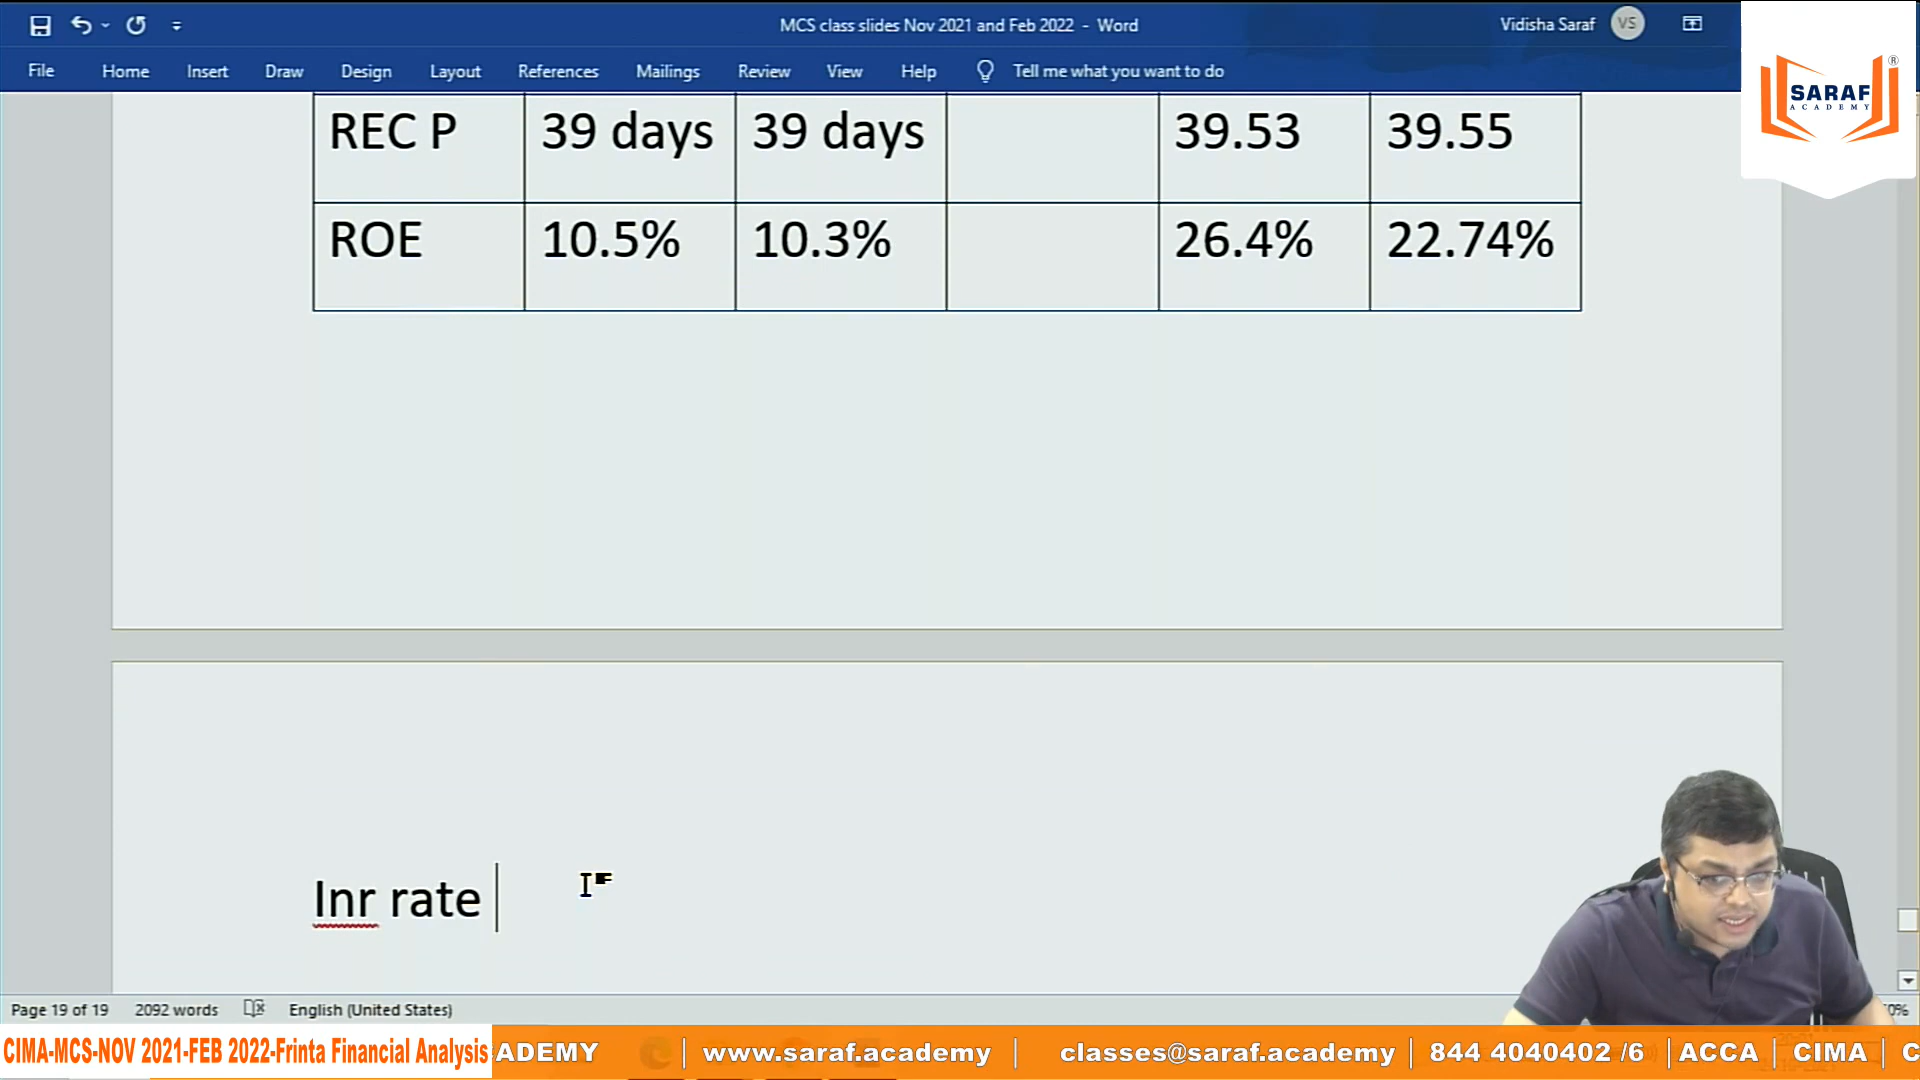 MCS class slides Nov 2021 and Feb 2022 - Word
Vidisha Saraf
VS
File
Home
Insert
Draw
Design
Layout
References
Mailings
Review
View
Help
Tell me what you want to do
SARAF
ACADEMY
®
REC P 39 days 39 days 39.53 39.55
ROE 10.5% 10.3% 26.4% 22.74%
Inr rate
Page 19 of 19
2092 words
English (United States)
0%
CIMA-MCS-NOV 2021-FEB 2022-Frinta Financial Analysis
ADEMY | www.saraf.academy | classes@saraf.academy | 844 4040402 /6 | ACCA | CIMA | C